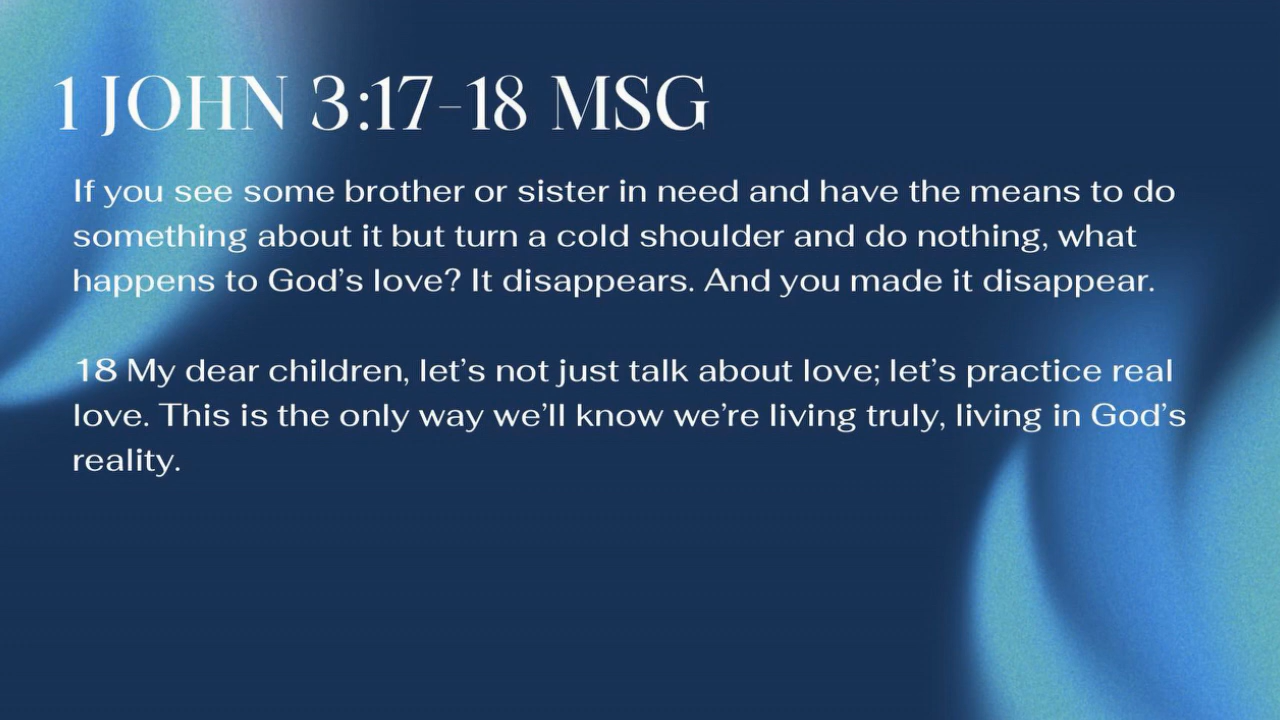 1 JOHN 3:17-18 MSG
If you see some brother or sister in need and have the means to do
something about it but turn a cold shoulder and do nothing, what
happens to God’s love? It disappears. And you made it disappear.
18 My dear children, let’s not just talk about love; let’s practice real
love. This is the only way we’ll know we’re living truly, living in God’s
reality.